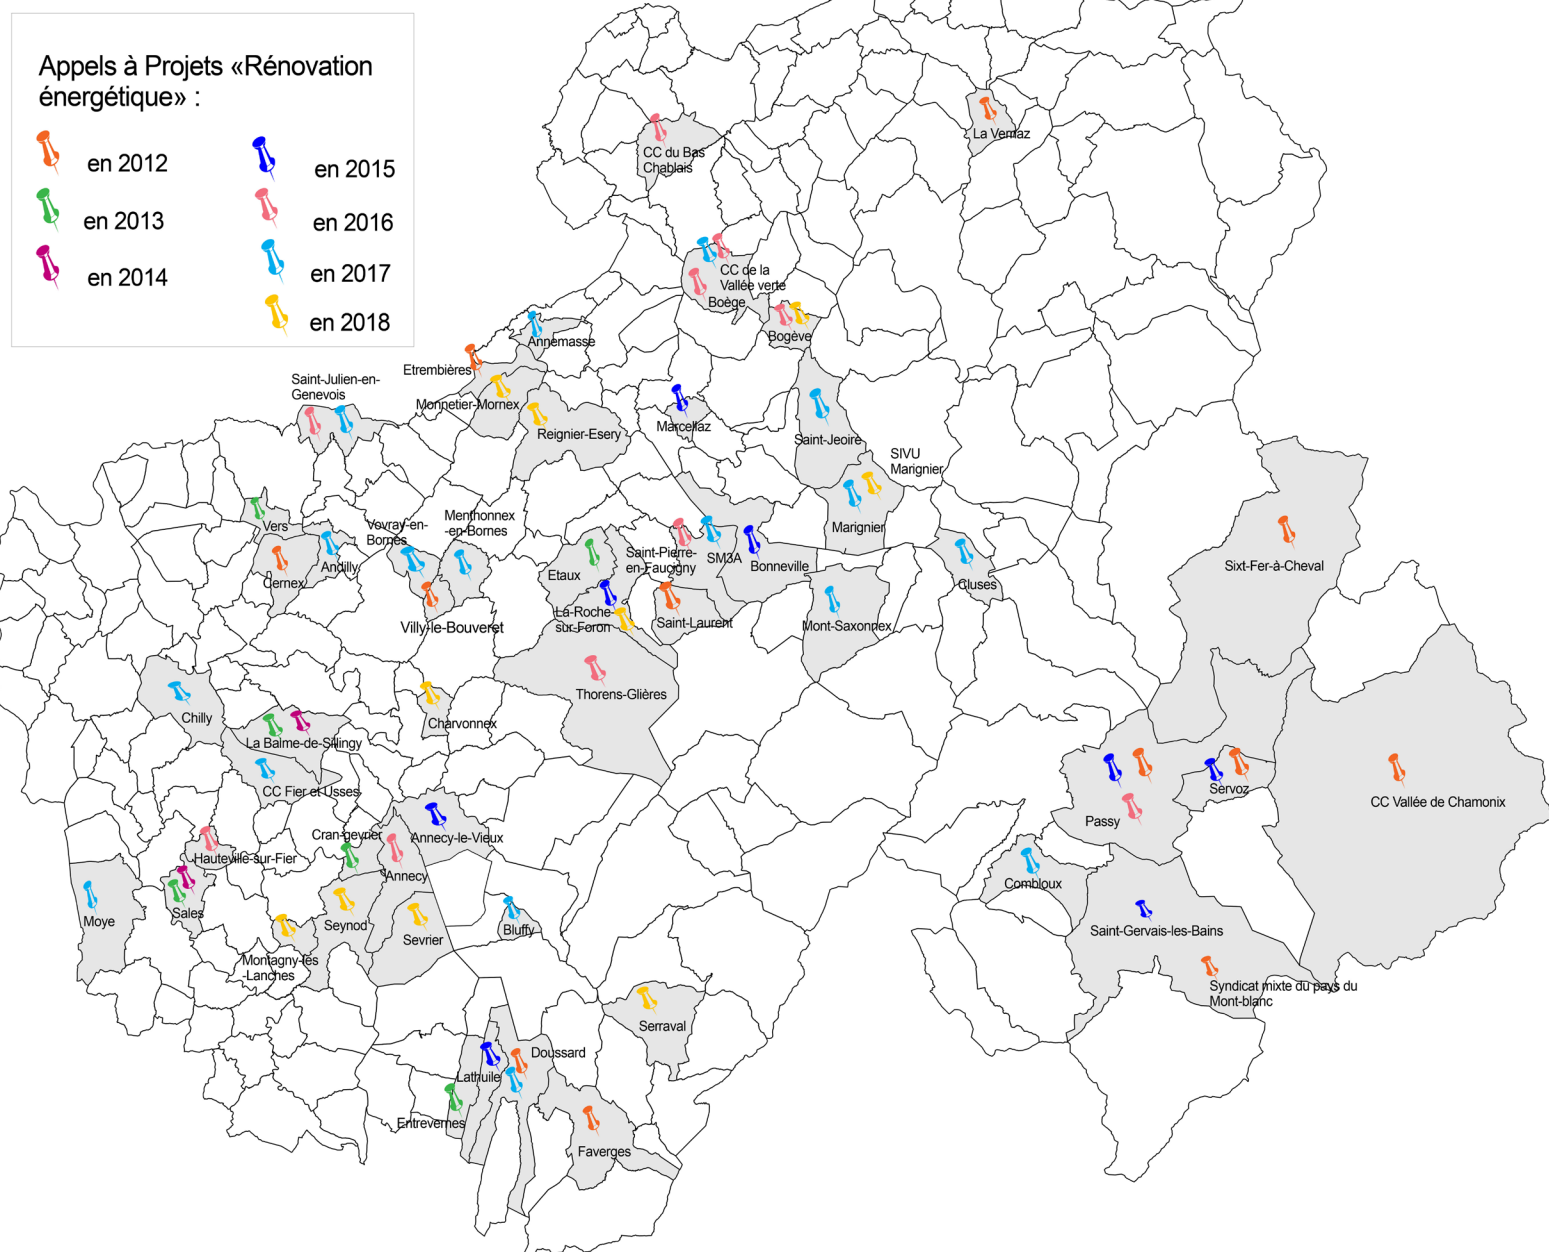 Appels à Projets «Rénovation
énergétique» :
en 2012
en 2013
en 2014
en 2015
en 2016
en 2017
en 2018
La Vernaz
CC du Bas
Chablais
CC de la
Vallée verte
Boège
Bogève
Annemasse
Etrembières
Saint-Julien-en-
Genevois
Monnetier-Mornex
Reignier-Esery
Marcellaz
Saint-Jeoire
SIVU
Marignier
Marignier
Vers
Vovray-en-
Bornes
Menthonnex
-en-Bornes
Andilly
Cernex
Etaux
Saint-Pierre-
en-Faucigny
SM3A
Bonneville
Cluses
Sixt-Fer-à-Cheval
La-Roche-
sur-Foron
Saint-Laurent
Mont-Saxonnex
Villy-le-Bouveret
Thorens-Glières
Chilly
Charvonnex
La Balme-de-Sillingy
CC Fier et Usses
Servoz
CC Vallée de Chamonix
Passy
Cran-gevrier
Annecy-le-Vieux
Hauteville-sur-Fier
Annecy
Combloux
Moye
Sales
Seynod
Sevrier
Bluffy
Saint-Gervais-les-Bains
Montagny-les
-Lanches
Syndicat mixte du pays du
Mont-blanc
Serraval
Doussard
Lathuile
Entrevernes
Faverges